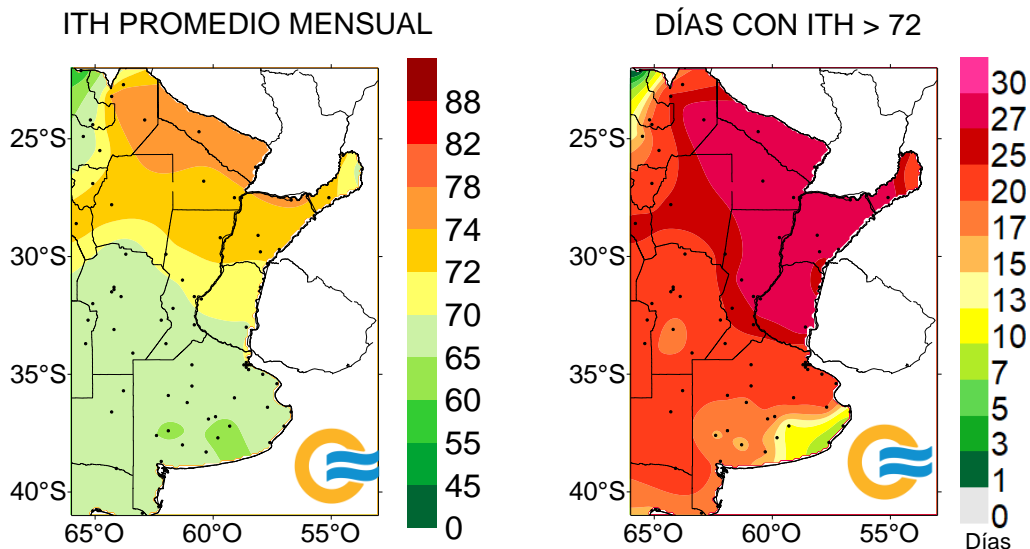 ITH PROMEDIO MENSUAL
25°S
30°S
35°S
40°S
65°O
60°O
55°O
88
82
78
74
72
70
65
60
55
45
0
DÍAS CON ITH > 72
25°S
30°S
35°S
40°S
65°O
60°O
55°O
30
27
25
20
17
15
13
10
7
5
3
1
0
Días